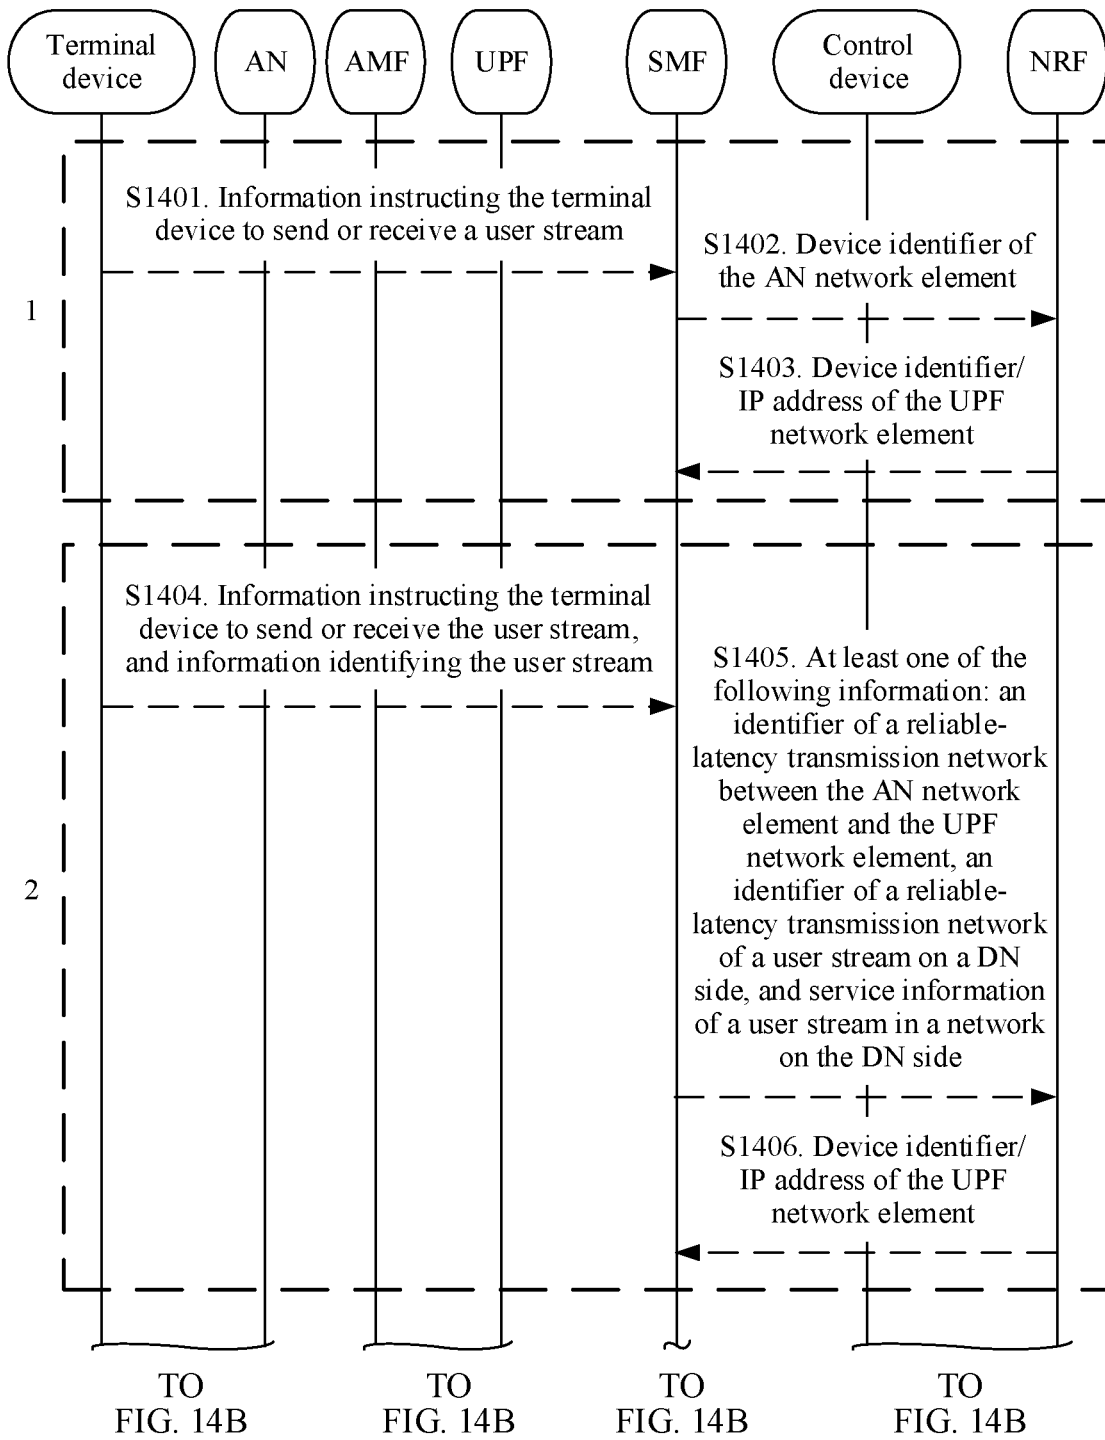 Terminal
device
AN
AMF
UPF
SMF
Control
device
NRF
1
S1401. Information instructing the terminal
device to send or receive a user stream
S1402. Device identifier of
the AN network element
S1403. Device identifier/
IP address of the UPF
network element
2
S1404. Information instructing the terminal
device to send or receive the user stream,
and information identifying the user stream
S1405. At least one of the
following information: an
identifier of a reliable-
latency transmission network
between the AN network
element and the UPF
network element, an
identifier of a reliable-
latency transmission network
of a user stream on a DN
side, and service information
of a user stream in a network
on the DN side
S1406. Device identifier/
IP address of the UPF
network element
TO
FIG. 14B
TO
FIG. 14B
TO
FIG. 14B
TO
FIG. 14B